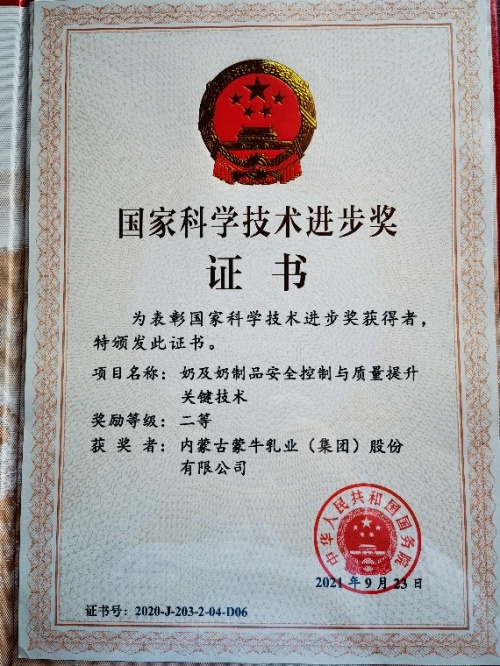 国家科学技术进步奖
证书
为表彰国家科学技术进步奖获得者，
特颁发此证书。
项目名称：奶及奶制品安全控制与质量提升
关键技术
奖励等级：二等
获奖者：内蒙古蒙牛乳业（集团）股份
有限公司
中华人民共和国国务院
2021年9月23日
证书号：2020-J-203-2-04-D06